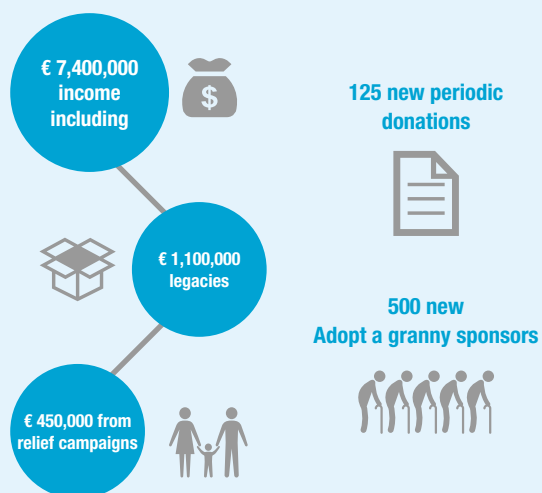 € 7,400,000
income
including
$
€ 1,100,000
legacies
€ 450,000 from
relief campaigns
125 new periodic
donations
500 new
Adopt a granny sponsors